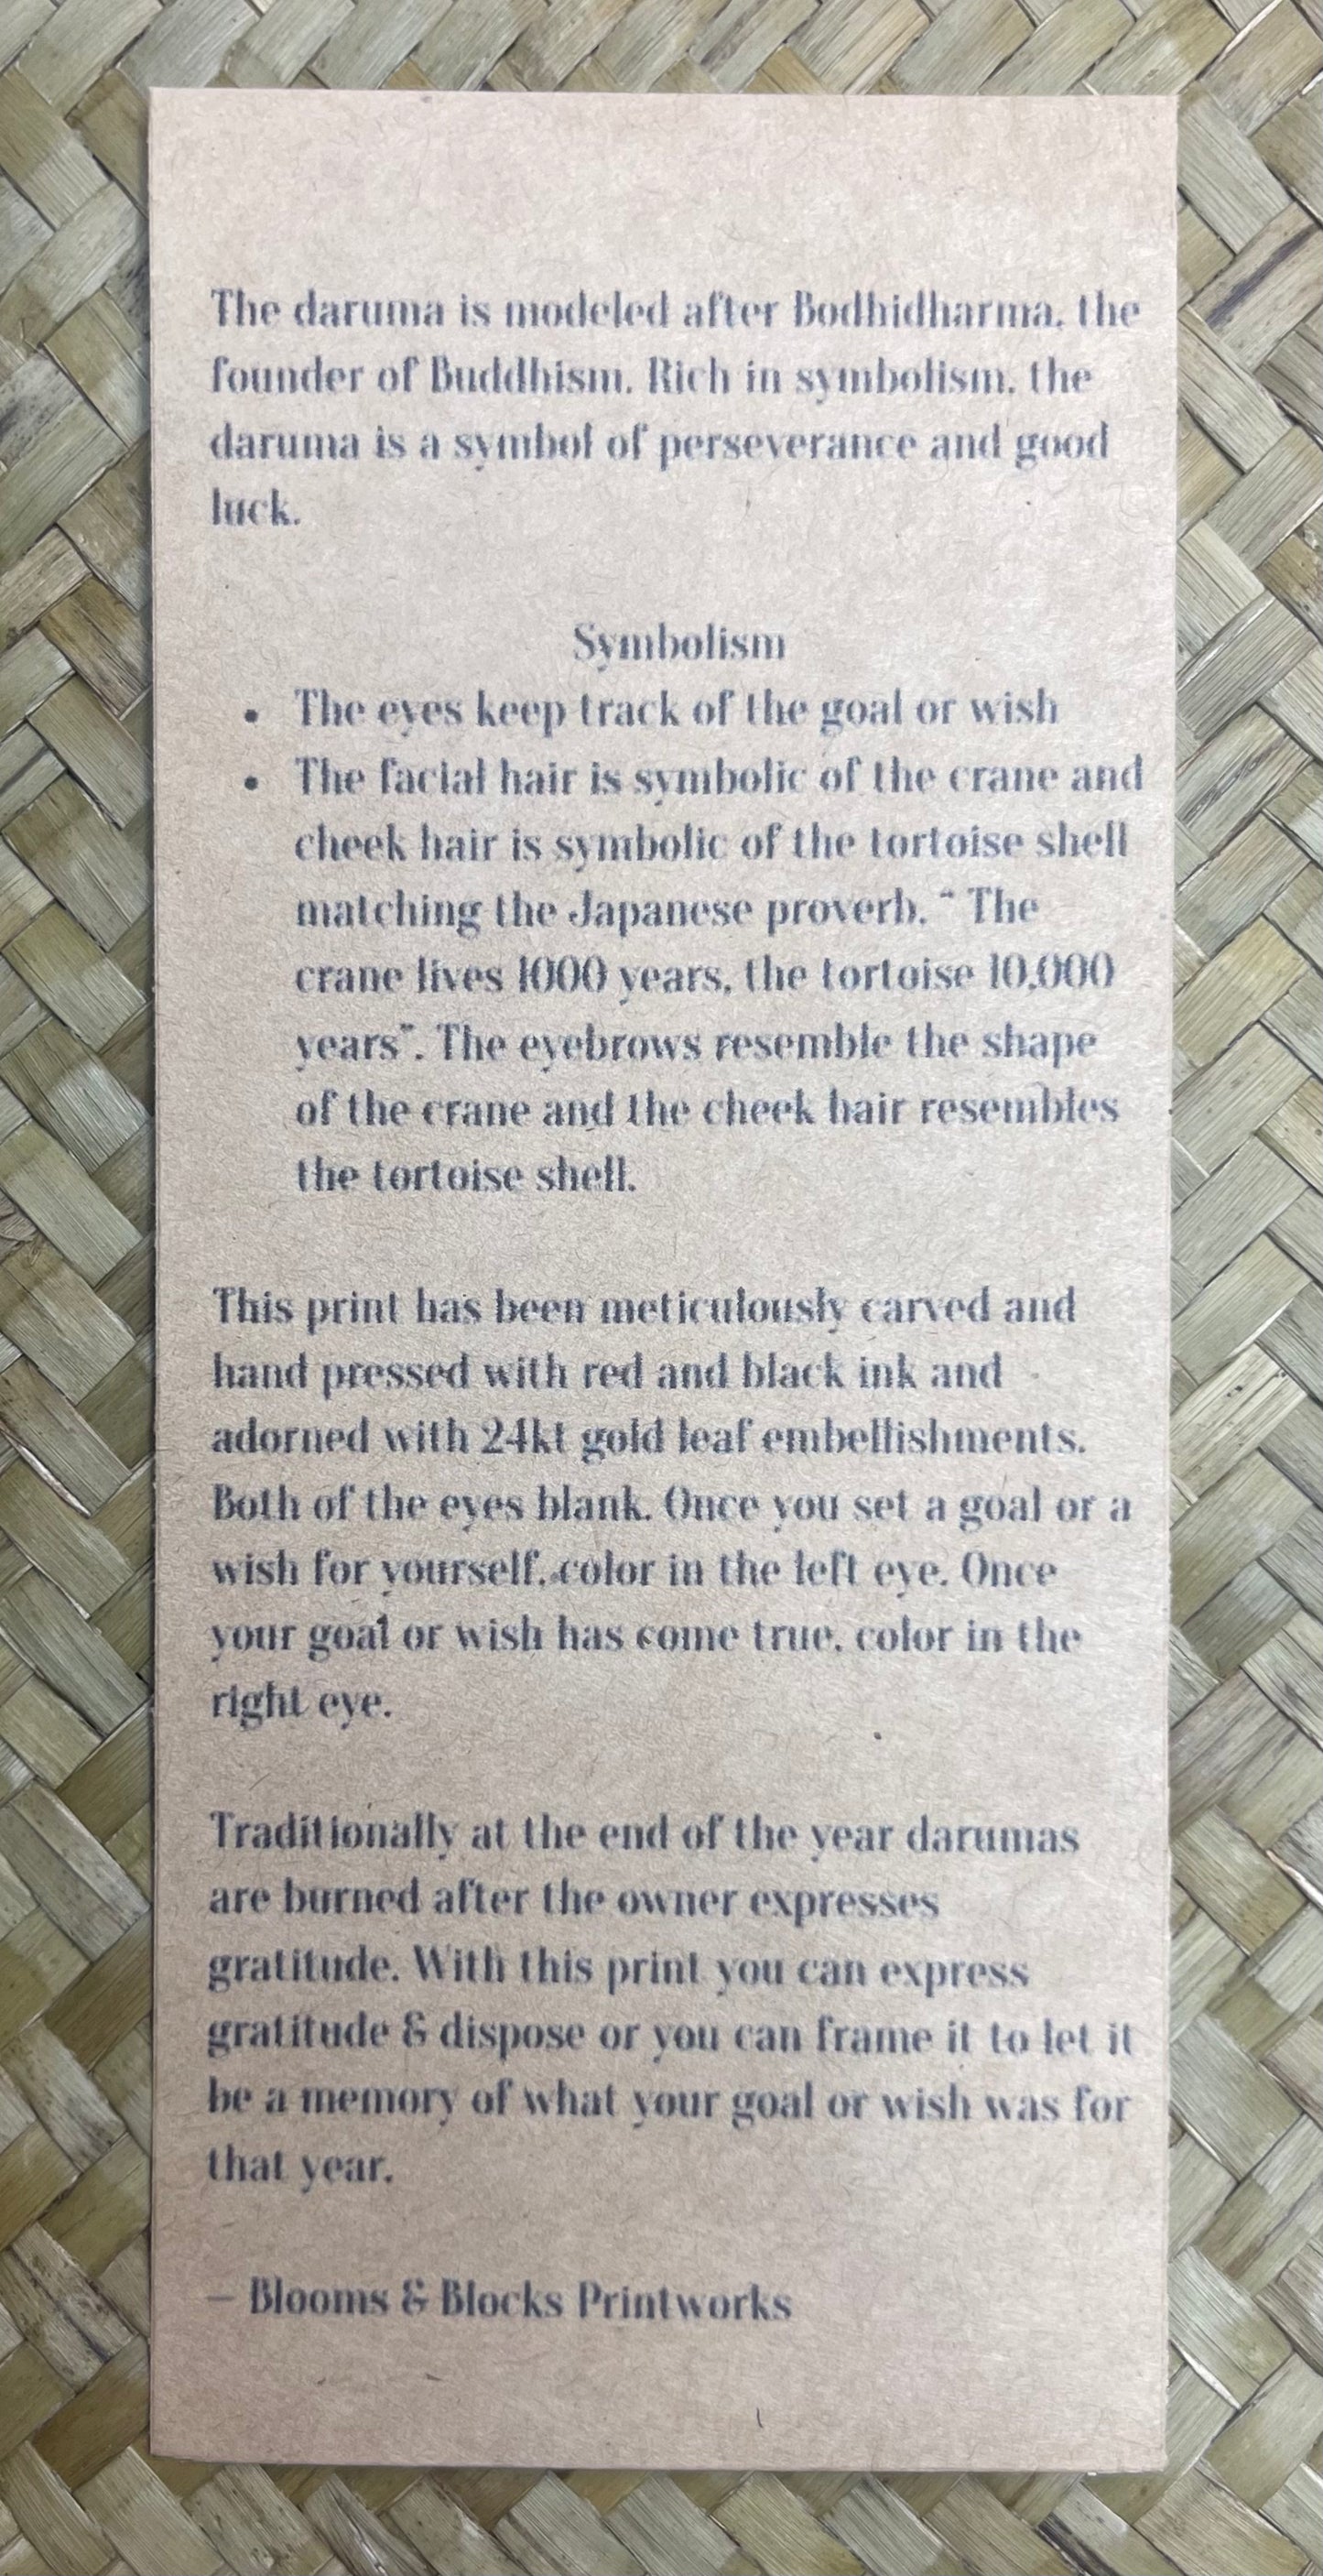 The daruma is modeled after Bodhidharma, the
founder of Buddhism. Rich in symbolism, the
daruma is a symbol of perseverance and good
luck.
Symbolism
• The eyes keep track of the goal or wish
• The facial hair is symbolic of the crane and
cheek hair is symbolic of the tortoise shell
matching the Japanese proverb. " The
crane lives 1000 years, the tortoise 10,000
years". The eyebrows resemble the shape
of the crane and the cheek hair resembles
the tortoise shell.
This print has been meticulously carved and
hand pressed with red and black ink and
adorned with 24kt gold leaf embellishments.
Both of the eyes blank. Once you set a goal or a
wish for yourself, color in the left eye. Once
your goal or wish has come true, color in the
right eye.
Traditionally at the end of the year darumas
are burned after the owner expresses
gratitude. With this print you can express
gratitude & dispose or you can frame it to let it
be a memory of what your goal or wish was for
that year.
– Blooms & Blocks Printworks